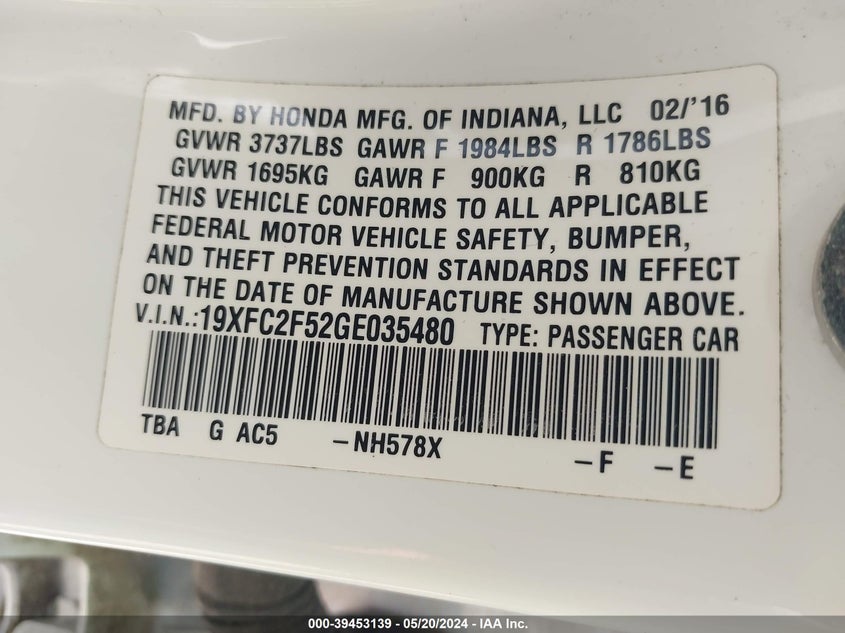 MFD. BY HONDA MFG. OF INDIANA, LLC 02/'16
GVWR 3737LBS GAWR F 1984LBS R 1786LBS
GVWR 1695KG GAWR F 900KG R 810KG
THIS VEHICLE CONFORMS TO ALL APPLICABLE
FEDERAL MOTOR VEHICLE SAFETY, BUMPER,
AND THEFT PREVENTION STANDARDS IN EFFECT
ON THE DATE OF MANUFACTURE SHOWN ABOVE.
V.I.N.:19XFC2F52GE035480 TYPE: PASSENGER CAR
TBA G AC5 -NH578X -F -E
000-39453139 - 05/20/2024 - IAA Inc.